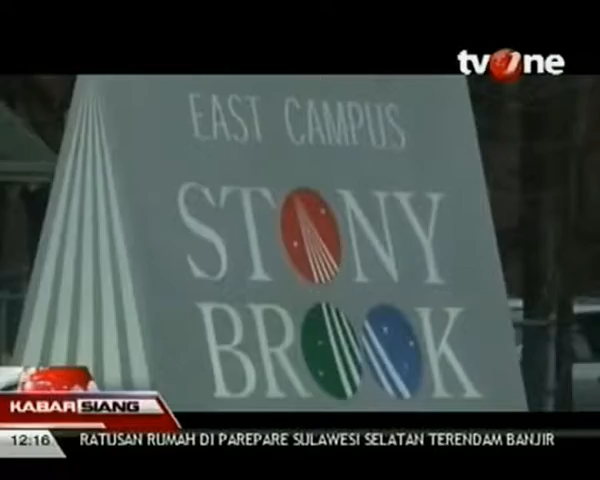 tvOne
EAST CAMPUS
STONY
BROOK
KABAR SIANG
12:16 RATUSAN RUMAH DI PAREPARE SULAWESI SELATAN TERENDAM BANJIR